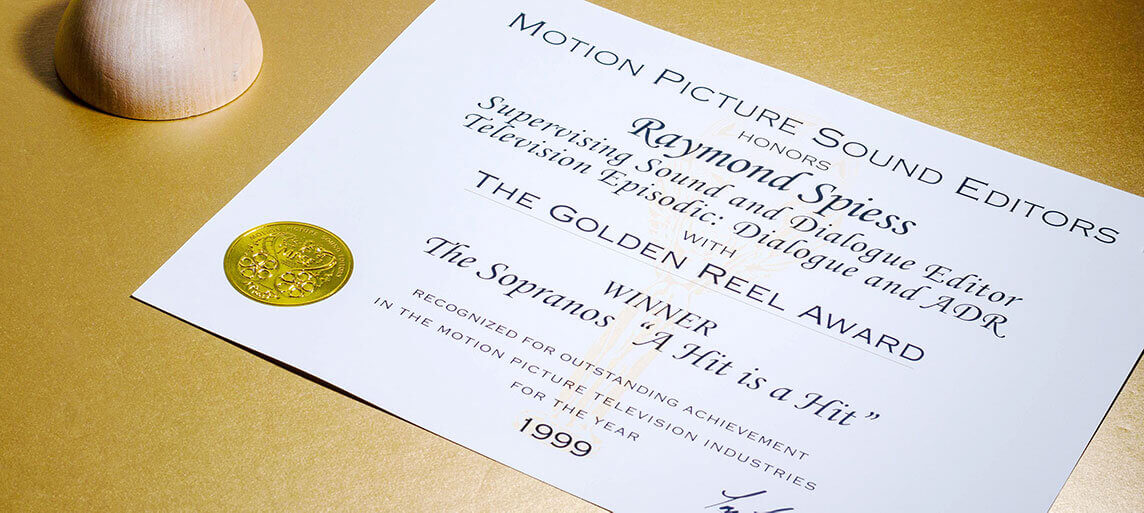 MOTION PICTURE SOUND EDITORS
HONORS
Raymond Spiess
Supervising Sound and Dialogue Editor
Television Episodic: Dialogue and ADR
WITH
THE GOLDEN REEL AWARD
WINNER
The Sopranos "A Hit is a Hit"
RECOGNIZED FOR OUTSTANDING ACHIEVEMENT
IN THE MOTION PICTURE TELEVISION INDUSTRIES
FOR THE YEAR
1999